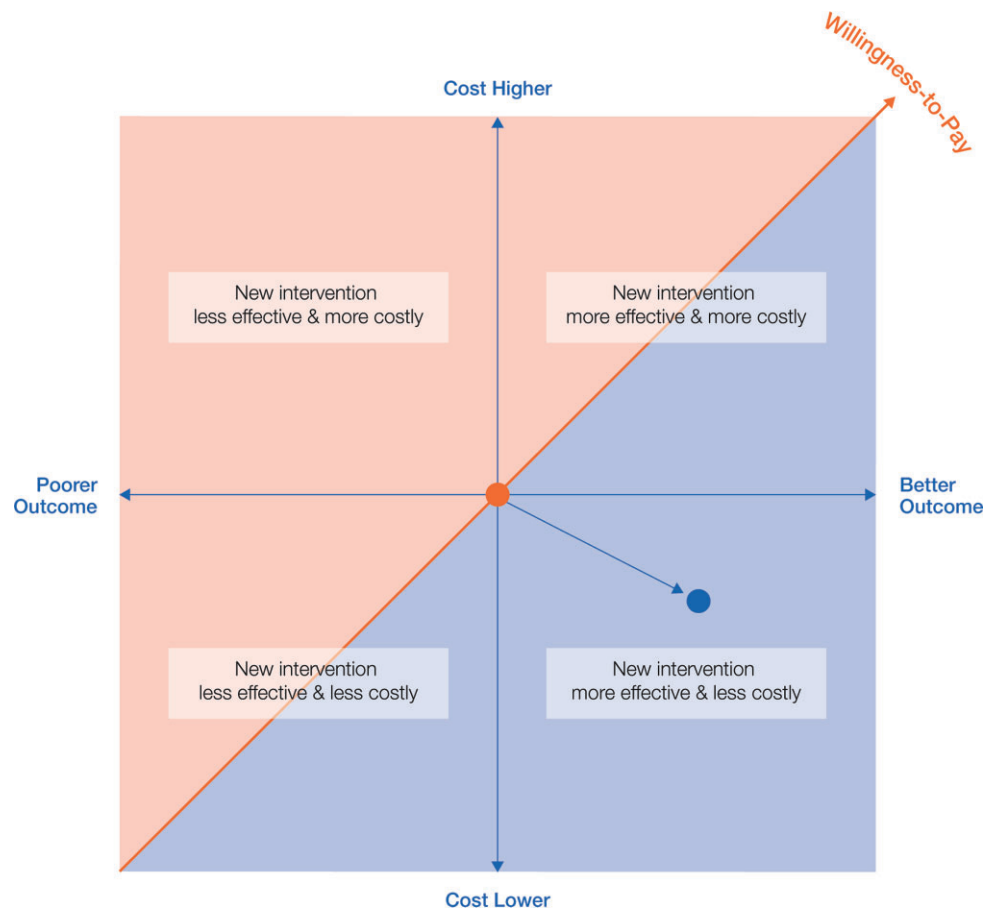 Willingness-to-Pay
Cost Higher
New intervention
less effective & more costly
New intervention
more effective & more costly
Poorer
Outcome
Better
Outcome
New intervention
less effective & less costly
New intervention
more effective & less costly
Cost Lower